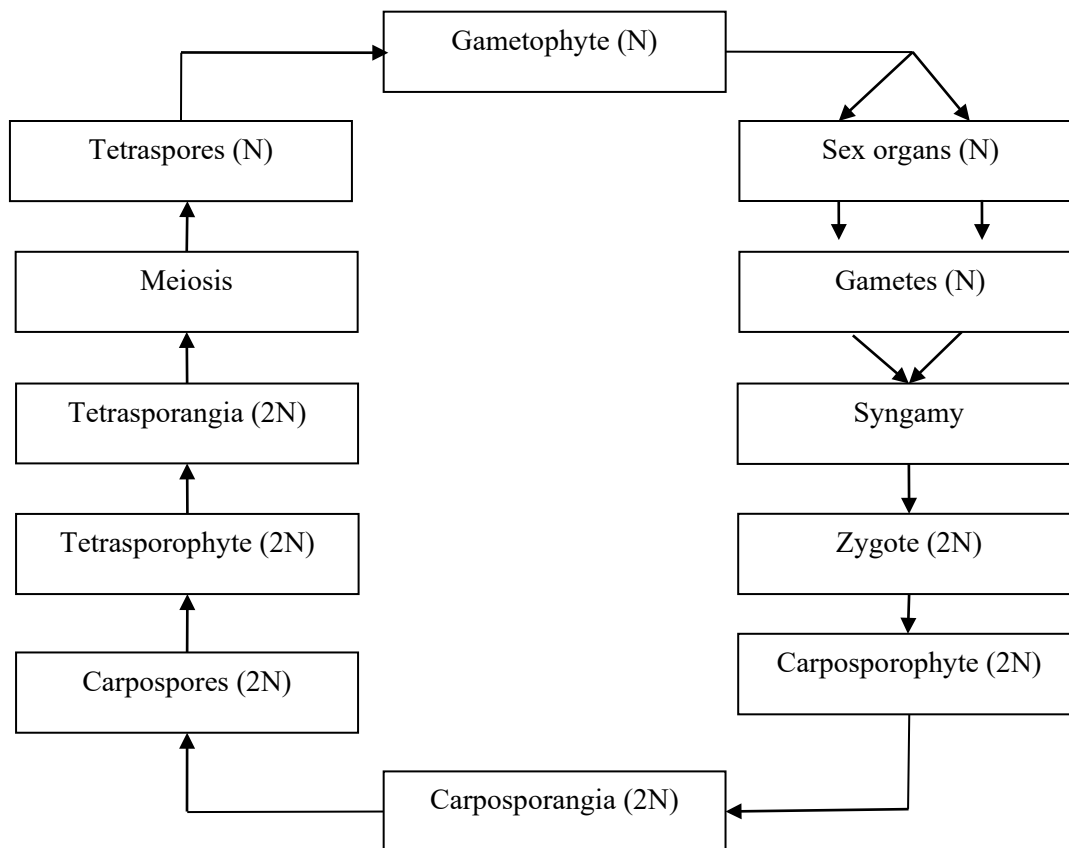 Gametophyte (N)
Tetraspores (N)
Sex organs (N)
Meiosis
Gametes (N)
Tetrasporangia (2N)
Syngamy
Tetrasporophyte (2N)
Zygote (2N)
Carposporophyte (2N)
Carpospores (2N)
Carposporangia (2N)